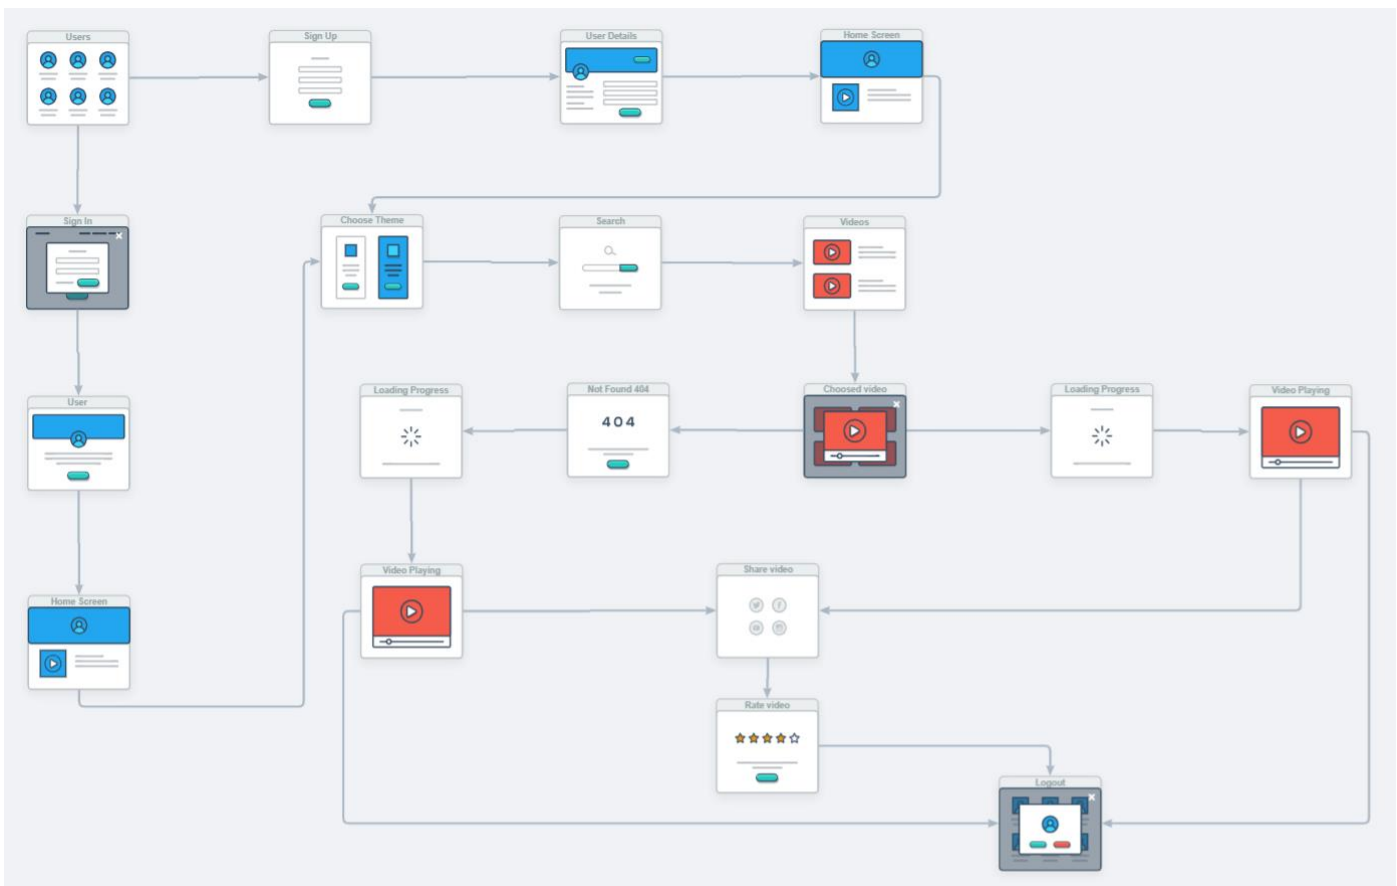 Users
Sign Up
User Details
Home Screen
Sign In
Choose Theme
Search
Videos
User
Loading Progress
Not Found 404
404
Choosed video
Loading Progress
Video Playing
Home Screen
Video Playing
Share video
Rate video
Logout